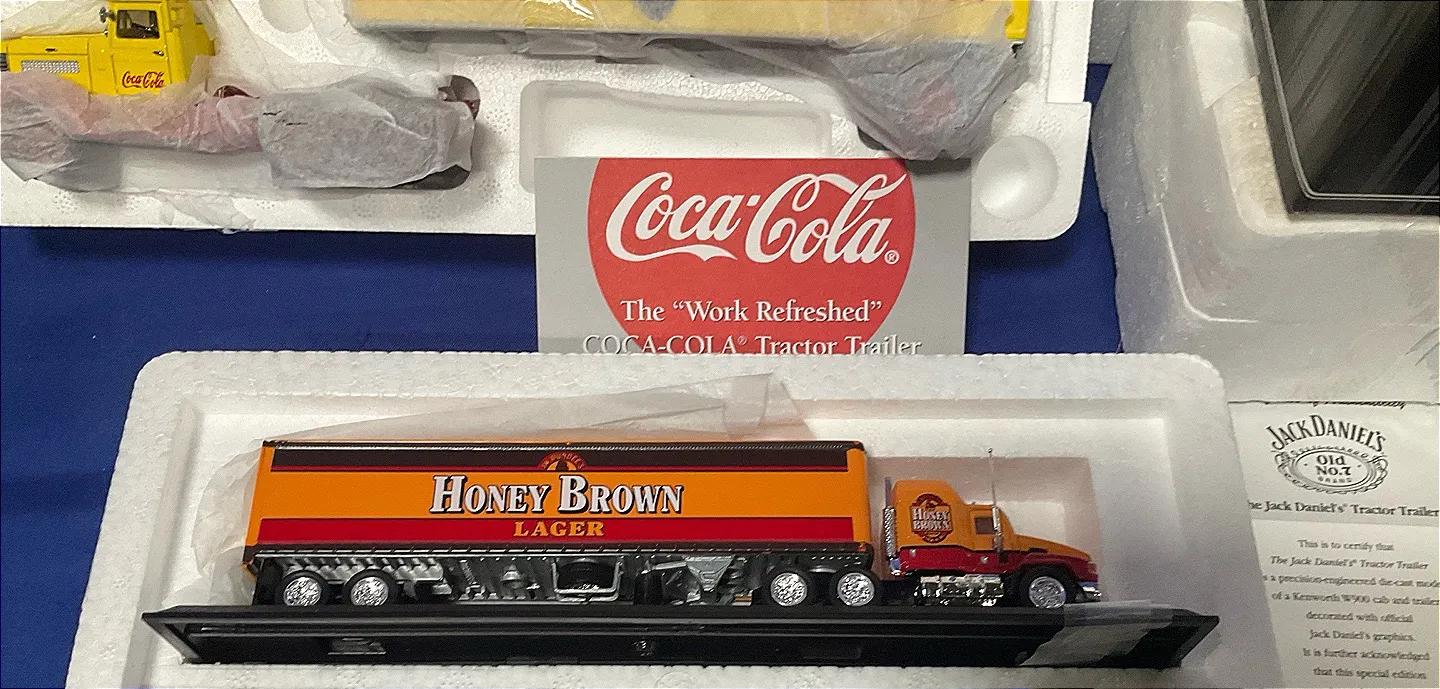 Coca-Cola
Coca-Cola®
The “Work Refreshed”
COCA-COLA® Tractor Trailer
HONEY BROWN
LAGER
HONEY
BROWN
JACK DANIEL'S
Old
No.7
BRAND
The Jack Daniel's® Tractor Trailer
This is to certify that
The Jack Daniel's® Tractor Trailer
is a precision-engineered die-cast mode
of a Kenworth W900 cab and trailer
decorated with official
Jack Daniel's graphics.
It is further acknowledged
that this special edition